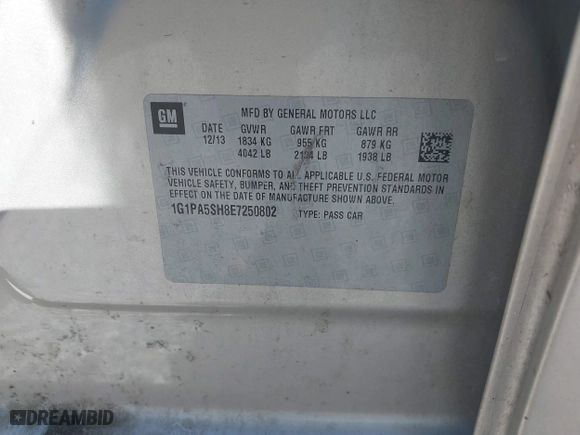 GM
MFD BY GENERAL MOTORS LLC
DATE GVWR GAWR FRT GAWR RR
12/13 1834 KG 955 KG 879 KG
4042 LB LB 1938 LB
THIS VEHICLE CONFORMS TO ALL APPLICABLE U.S. FEDERAL MOTOR
VEHICLE SAFETY, BUMPER, AND THEFT PREVENTION STANDARDS IN
EFFECT ON THE DATE OF MANUFACTURE SHOWN ABOVE.
1G1PA5SH8E7250802 TYPE: PASS CAR
DREAMBID